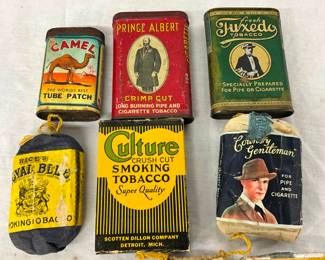 CAMEL
THE WORLD'S BEST
TUBE PATCH
PRINCE ALBERT
CRIMP CUT
LONG BURNING PIPE AND
CIGARETTE TOBACCO
Fresh
Tuxedo
TOBACCO
SPECIALLY PREPARED
FOR PIPE OR CIGARETTE
SMOKING TOBACCO
Culture
CRUSH CUT
SMOKING
TOBACCO
Super Quality
SCOTTEN DILLON COMPANY
DETROIT, MICH.
Country
Gentleman
FOR
PIPE
AND
CIGARETTE